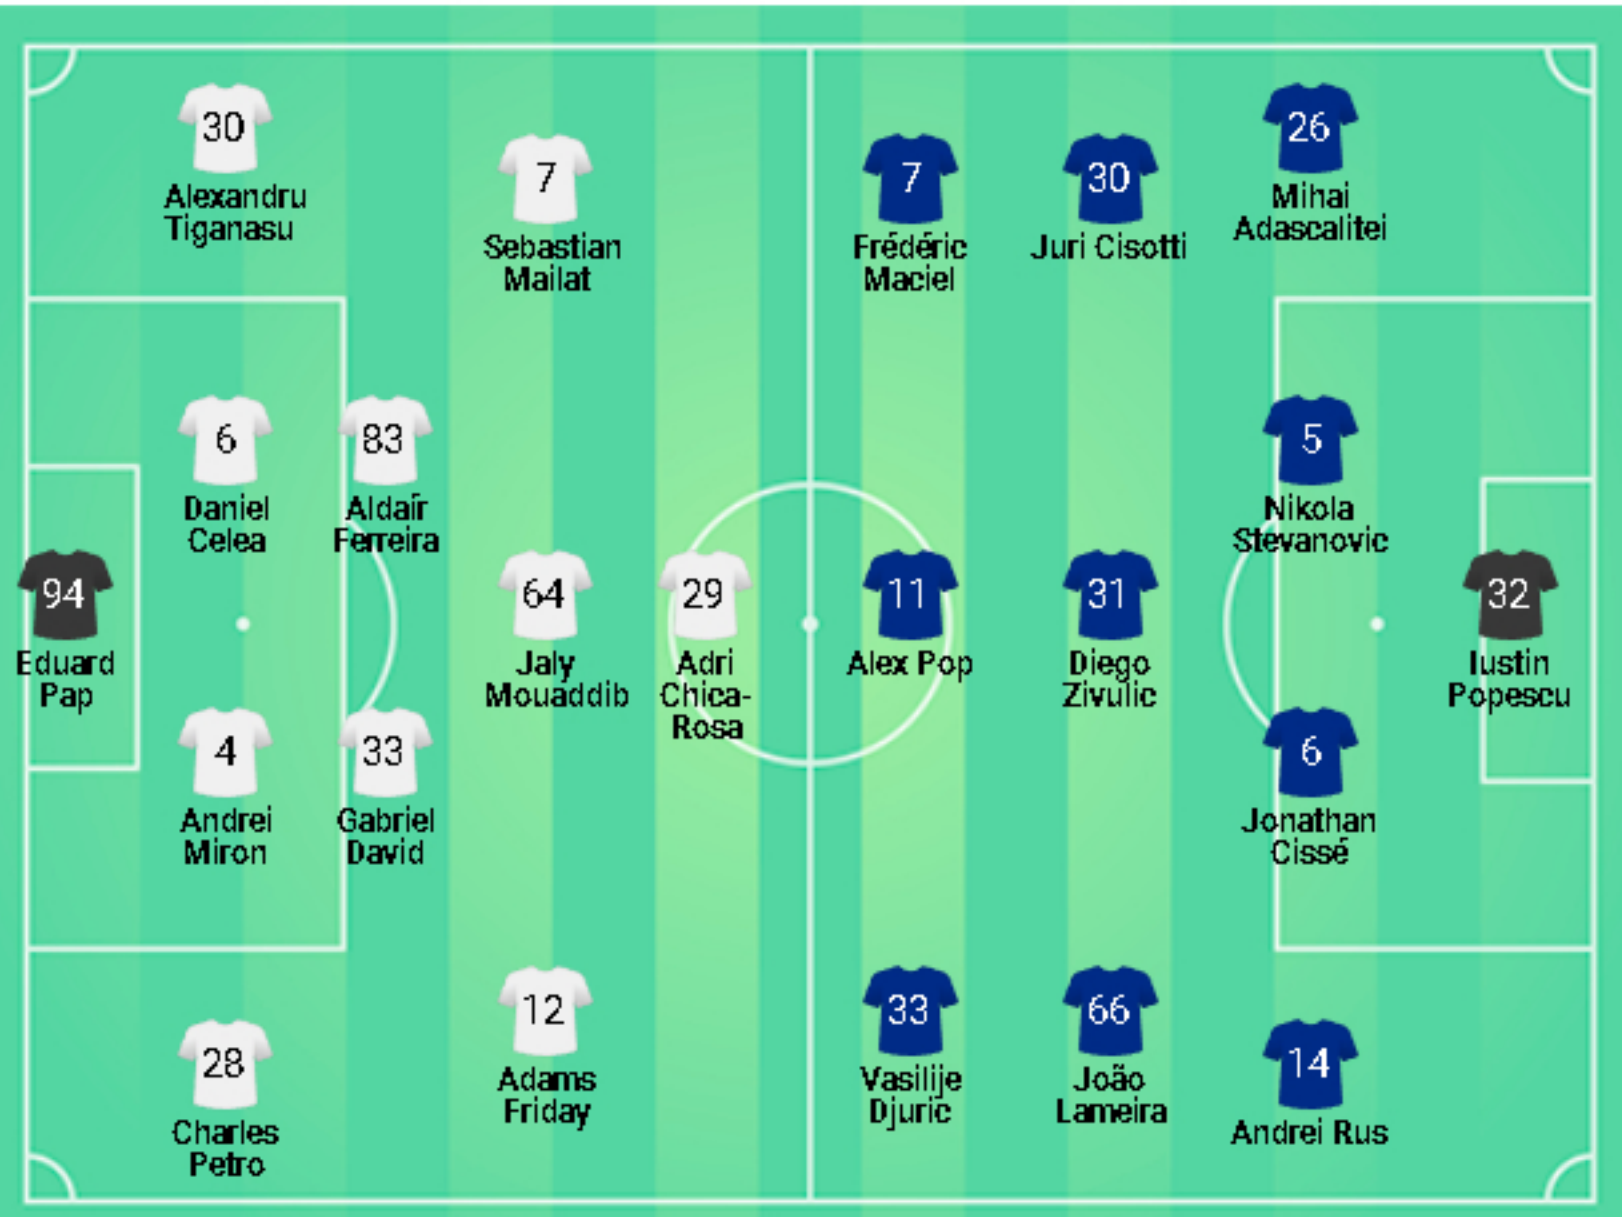 30
Alexandru
Tiganasu
7
Sebastian
Mailat
7
Frédéric
Maciel
30
Juri Cisotti
26
Mihai
Adascalitei
6
Daniel
Celea
83
Aldaír
Ferreira
5
Nikola
Stevanovic
94
Eduard
Pap
64
Jaly
Mouaddib
29
Adri
Chica-
Rosa
11
Alex Pop
31
Diego
Zivulic
32
Iustin
Popescu
4
Andrei
Miron
33
Gabriel
David
6
Jonathan
Cissé
28
Charles
Petro
12
Adams
Friday
33
Vasilije
Djuric
66
João
Lameira
14
Andrei Rus